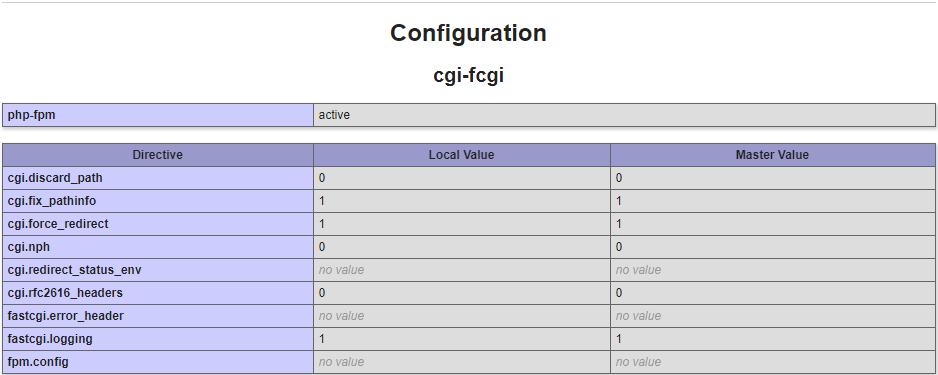 Configuration
cgi-fcgi
php-fpm active
Directive Local Value Master Value
cgi.discard_path 0 0
cgi.fix_pathinfo 1 1
cgi.force_redirect 1 1
cgi.nph 0 0
cgi.redirect_status_env no value no value
cgi.rfc2616_headers 0 0
fastcgi.error_header no value no value
fastcgi.logging 1 1
fpm.config no value no value